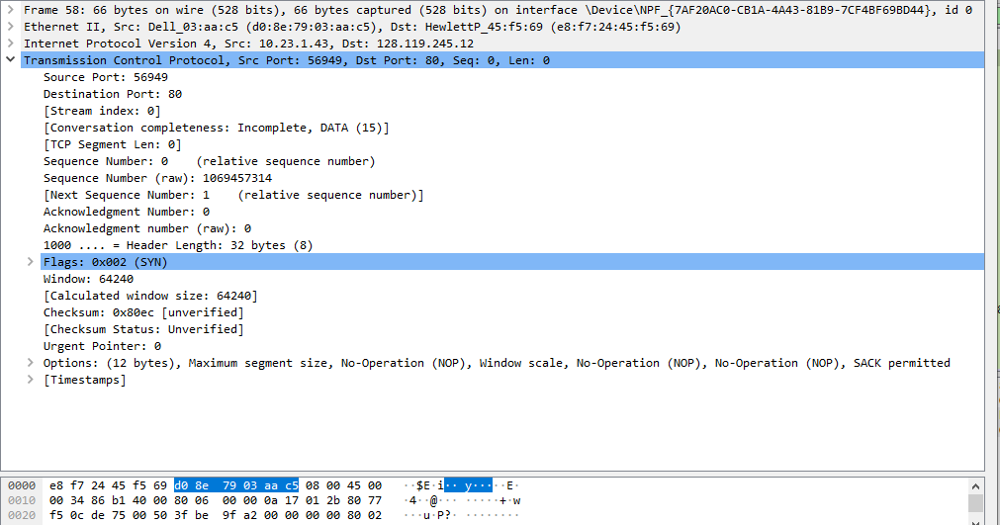 Frame 58: 66 bytes on wire (528 bits), 66 bytes captured (528 bits) on interface \Device\NPF_{7AF20AC0-CB1A-4A43-81B9-7CF4BF69BD44}, id 0
Ethernet II, Src: Dell_03:aa:c5 (d0:8e:79:03:aa:c5), Dst: HewlettP_45:f5:69 (e8:f7:24:45:f5:69)
Internet Protocol Version 4, Src: 10.23.1.43, Dst: 128.119.245.12
Transmission Control Protocol, Src Port: 56949, Dst Port: 80, Seq: 0, Len: 0
Source Port: 56949
Destination Port: 80
[Stream index: 0]
[Conversation completeness: Incomplete, DATA (15)]
[TCP Segment Len: 0]
Sequence Number: 0 (relative sequence number)
Sequence Number (raw): 1069457314
[Next Sequence Number: 1 (relative sequence number)]
Acknowledgment Number: 0
Acknowledgment number (raw): 0
1000 .... = Header Length: 32 bytes (8)
Flags: 0x002 (SYN)
Window: 64240
[Calculated window size: 64240]
Checksum: 0x80ec [unverified]
[Checksum Status: Unverified]
Urgent Pointer: 0
Options: (12 bytes), Maximum segment size, No-Operation (NOP), Window scale, No-Operation (NOP), No-Operation (NOP), SACK permitted
[Timestamps]
0000 e8 f7 24 45 f5 69 d0 8e 79 03 aa c5 08 00 45 00 ··$E·i·· y·····E·
0010 00 34 86 b1 40 00 80 06 00 00 0a 17 01 2b 80 77 ·4··@··· ·····+·w
0020 f5 0c de 75 00 50 3f be 9f a2 00 00 00 00 80 02 ···u·P?· ········